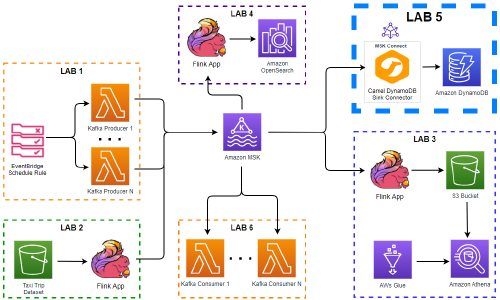 LAB 1
Kafka Producer 1
EventBridge
Schedule Rule
Kafka Producer N
LAB 2
Taxi Trip
Dataset
Flink App
LAB 4
Flink App
Amazon
OpenSearch
Amazon MSK
LAB 6
Kafka Consumer 1
Kafka Consumer N
LAB 5
MSK Connect
Camel DynamoDB
Sink Connector
Amazon DynamoDB
LAB 3
Flink App
S3 Bucket
AWs Glue
Amazon Athena